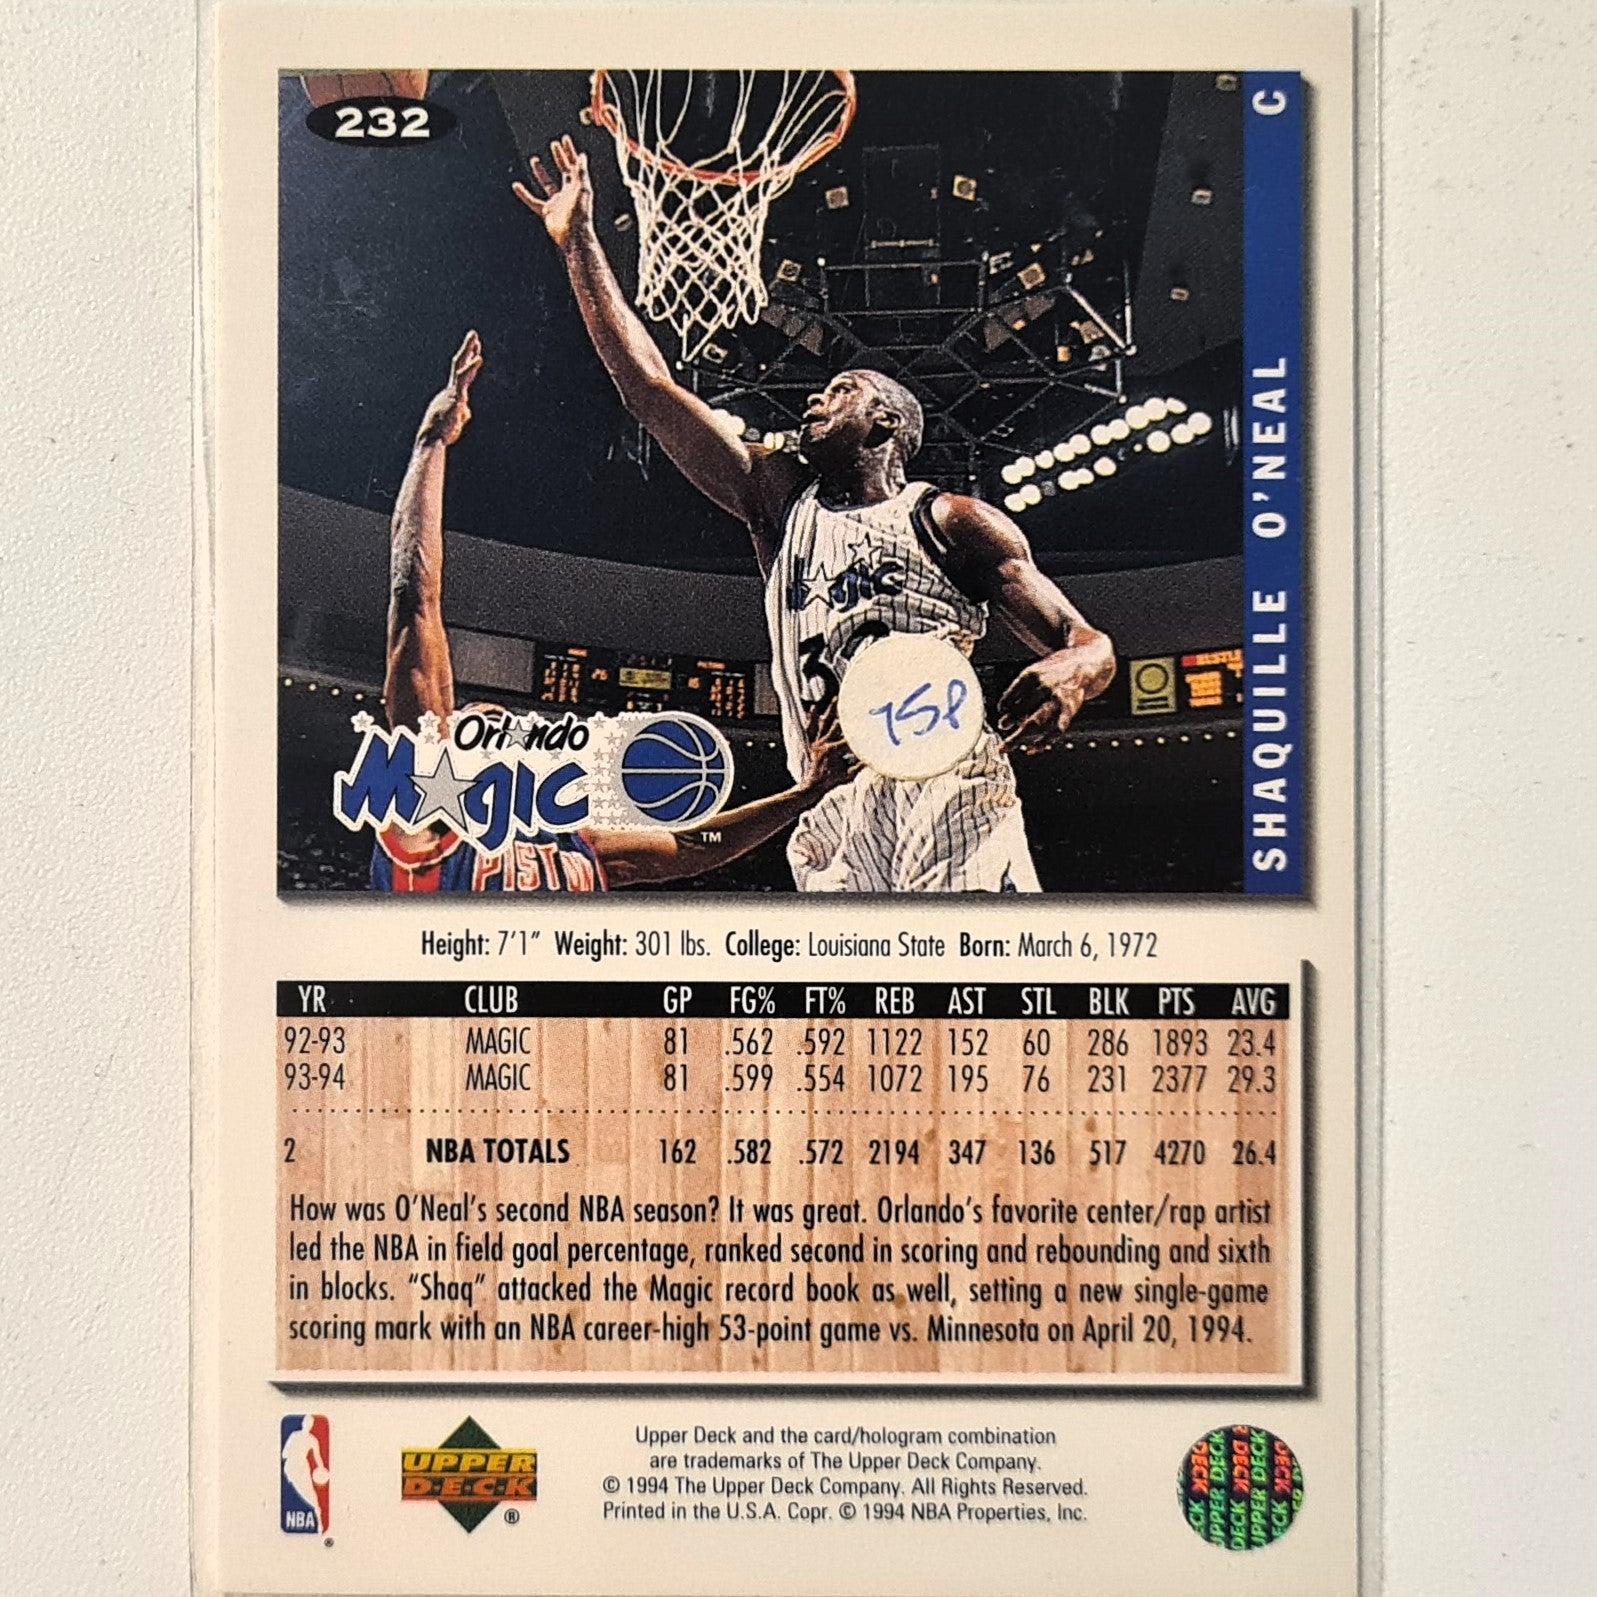 232
C
SHAQUILLE O'NEAL
Magic
32
75P
Orlando
MAGIC
TM
PISTON
Height: 7'1" Weight: 301 lbs. College: Louisiana State Born: March 6, 1972
YR CLUB GP FG% FT% REB AST STL BLK PTS AVG
92-93 MAGIC 81 .562 .592 1122 152 60 286 1893 23.4
93-94 MAGIC 81 .599 .554 1072 195 76 231 2377 29.3
2 NBA TOTALS 162 .582 .572 2194 347 136 517 4270 26.4
How was O'Neal's second NBA season? It was great. Orlando's favorite center/rap artist
led the NBA in field goal percentage, ranked second in scoring and rebounding and sixth
in blocks. "Shaq" attacked the Magic record book as well, setting a new single-game
scoring mark with an NBA career-high 53-point game vs. Minnesota on April 20, 1994.
NBA
®
UPPER
D·E·C·K
®
Upper Deck and the card/hologram combination
are trademarks of The Upper Deck Company.
© 1994 The Upper Deck Company. All Rights Reserved.
Printed in the U.S.A. Copr. © 1994 NBA Properties, Inc.
UPPER DECK